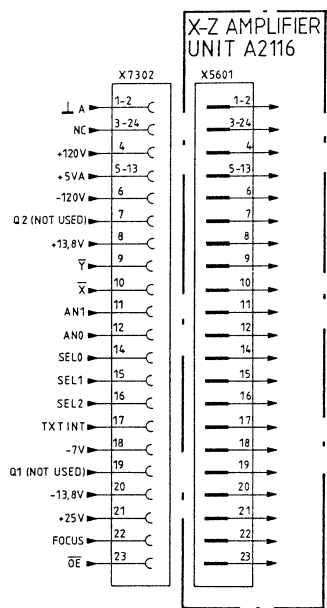 X-Z AMPLIFIER
UNIT A2116
X7302 X5601
⊥ A 1-2 1-2
NC 3-24 3-24
+120V 4 4
+5VA 5-13 5-13
-120V 6 6
Q2 (NOT USED) 7 7
+13,8V 8 8
Y̅ 9 9
X̅ 10 10
AN1 11 11
AN0 12 12
SEL0 14 14
SEL1 15 15
SEL2 16 16
TXT INT 17 17
-7V 18 18
Q1 (NOT USED) 19 19
-13,8V 20 20
+25V 21 21
FOCUS 22 22
O̅E̅ 23 23